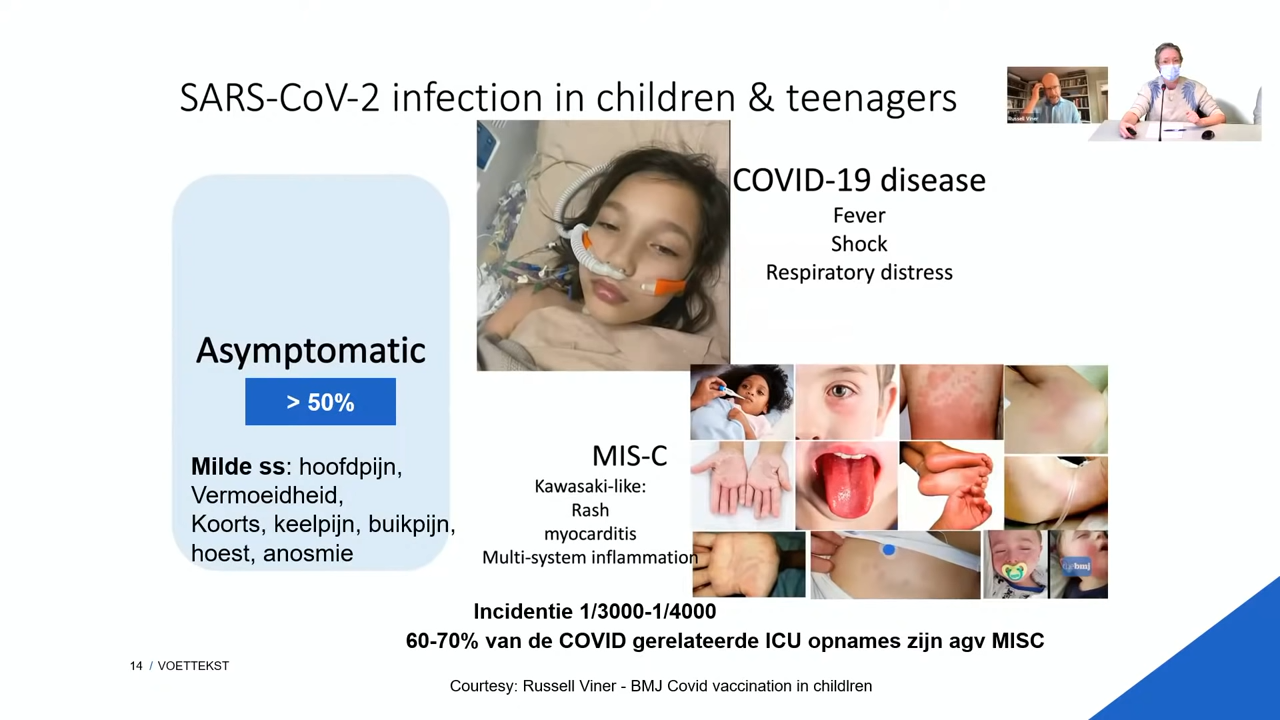 SARS-CoV-2 infection in children & teenagers
Russell Viner
COVID-19 disease
Fever
Shock
Respiratory distress
Asymptomatic
> 50%
Milde ss: hoofdpijn,
Vermoeidheid,
Koorts, keelpijn, buikpijn,
hoest, anosmie
MIS-C
Kawasaki-like:
Rash
myocarditis
Multi-system inflammation
bmj
Incidentie 1/3000-1/4000
60-70% van de COVID gerelateerde ICU opnames zijn agv MISC
14 / VOETTEKST
Courtesy: Russell Viner - BMJ Covid vaccination in childlren